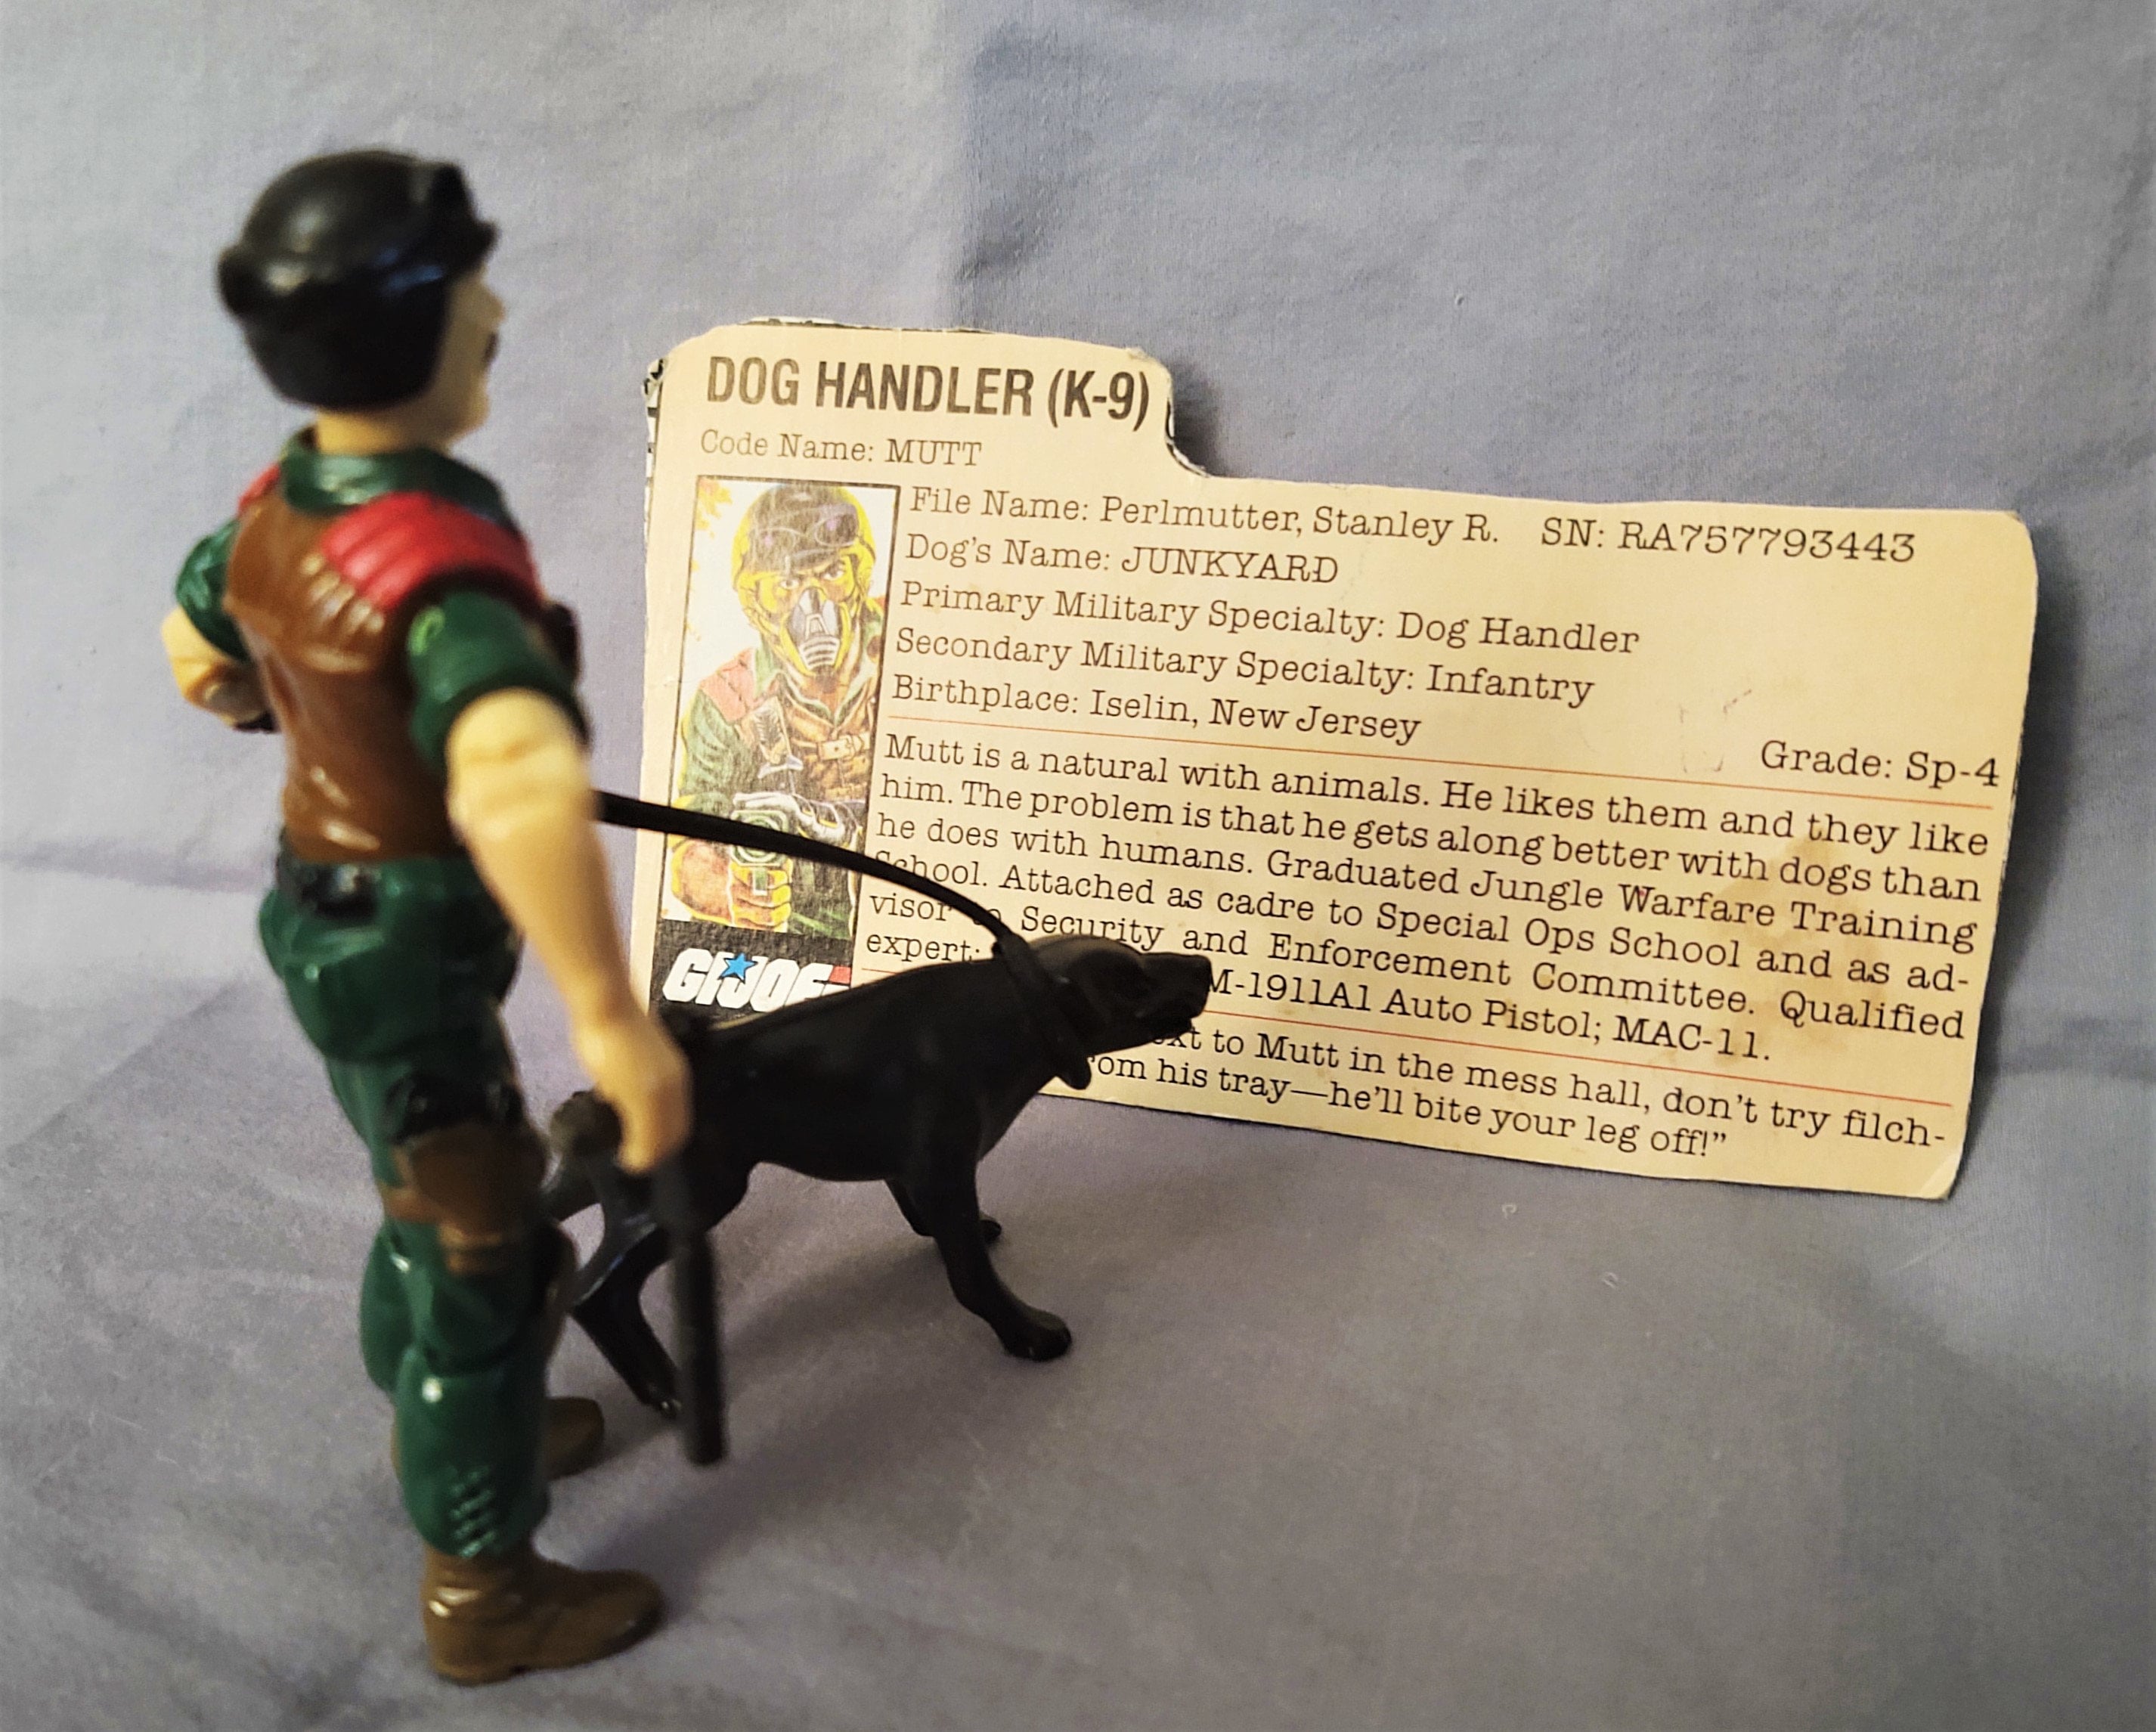 DOG HANDLER (K-9)
Code Name: MUTT
File Name: Perlmutter, Stanley R. SN: RA757793443
Dog's Name: JUNKYARD
Primary Military Specialty: Dog Handler
Secondary Military Specialty: Infantry
Birthplace: Iselin, New Jersey
Grade: Sp-4
Mutt is a natural with animals. He likes them and they like
him. The problem is that he gets along better with dogs than
he does with humans. Graduated Jungle Warfare Training
School. Attached as cadre to Special Ops School and as ad-
visor to Security and Enforcement Committee. Qualified
expert: M-1911A1 Auto Pistol; MAC-11.
to Mutt in the mess hall, don't try filch-
his tray—he'll bite your leg off!”
GI JOE